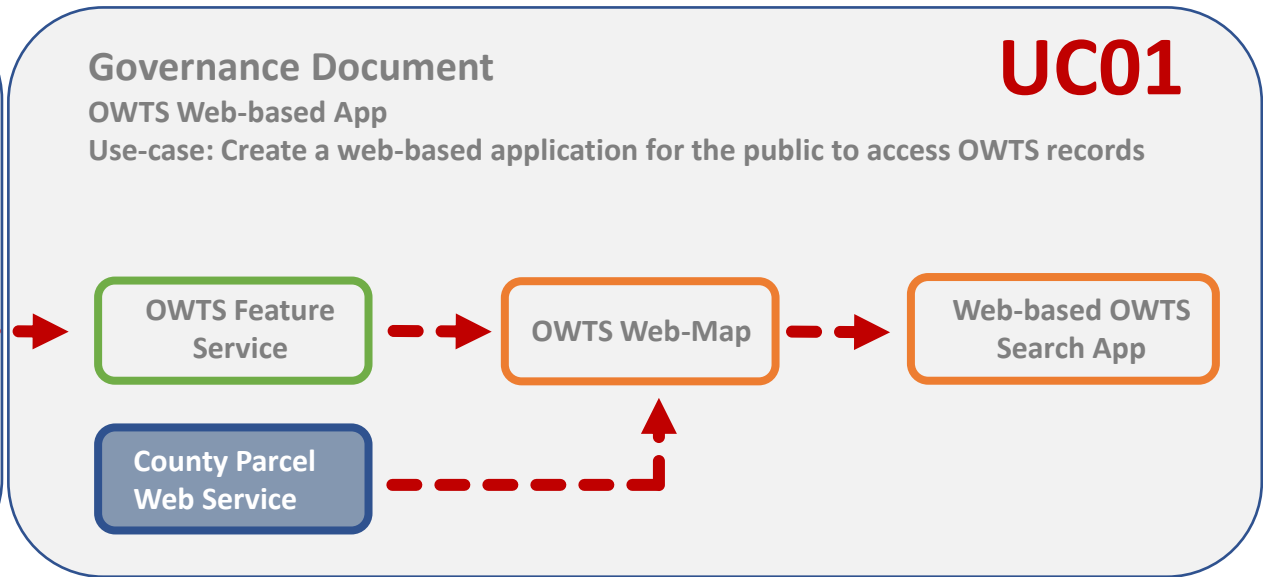 Governance Document
UC01
OWTS Web-based App
Use-case: Create a web-based application for the public to access OWTS records
OWTS Feature
Service
OWTS Web-Map
Web-based OWTS
Search App
County Parcel
Web Service